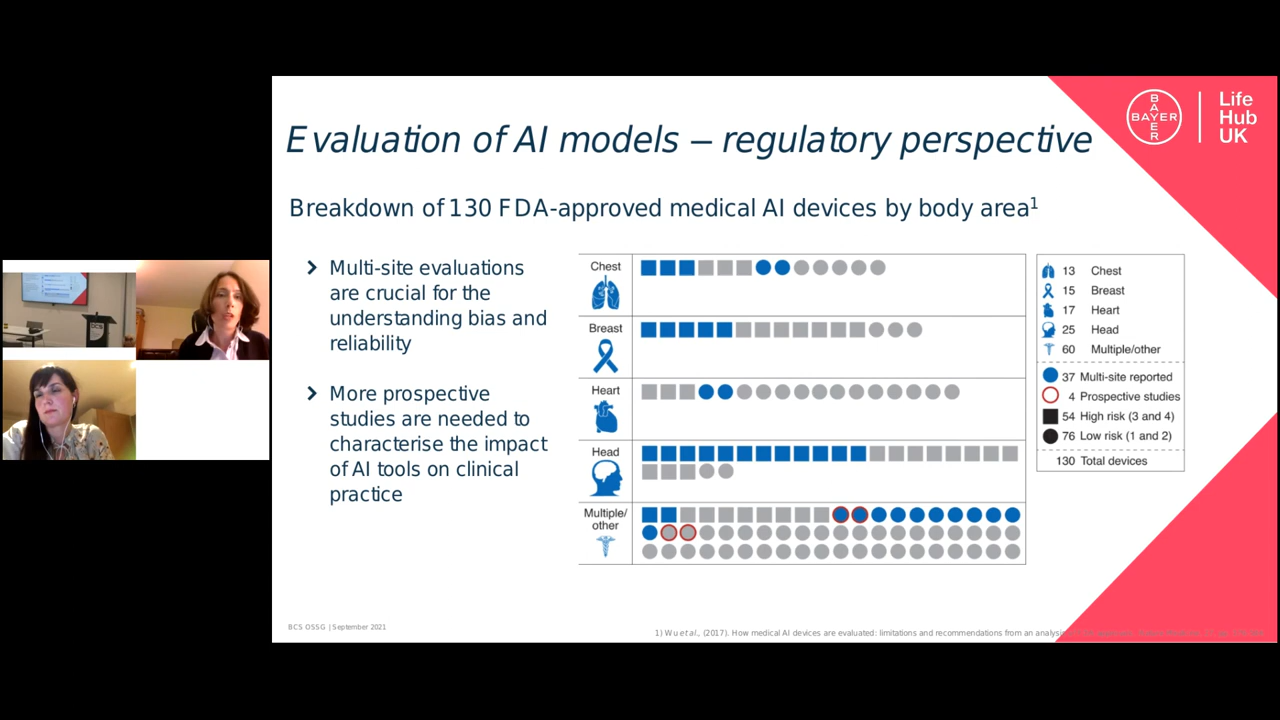 Evaluation of AI models – regulatory perspective
BAYER
BAYER
Life
Hub
UK
Breakdown of 130 FDA-approved medical AI devices by body area1
Multi-site evaluations
are crucial for the
understanding bias and
reliability
More prospective
studies are needed to
characterise the impact
of AI tools on clinical
practice
Chest
Breast
Heart
Head
Multiple/
other
13 Chest
15 Breast
17 Heart
25 Head
60 Multiple/other
37 Multi-site reported
4 Prospective studies
54 High risk (3 and 4)
76 Low risk (1 and 2)
130 Total devices
BCS
BCS OSSG | September 2021
1) Wu et al., (2017). How medical AI devices are evaluated: limitations and recommendations from an analysis